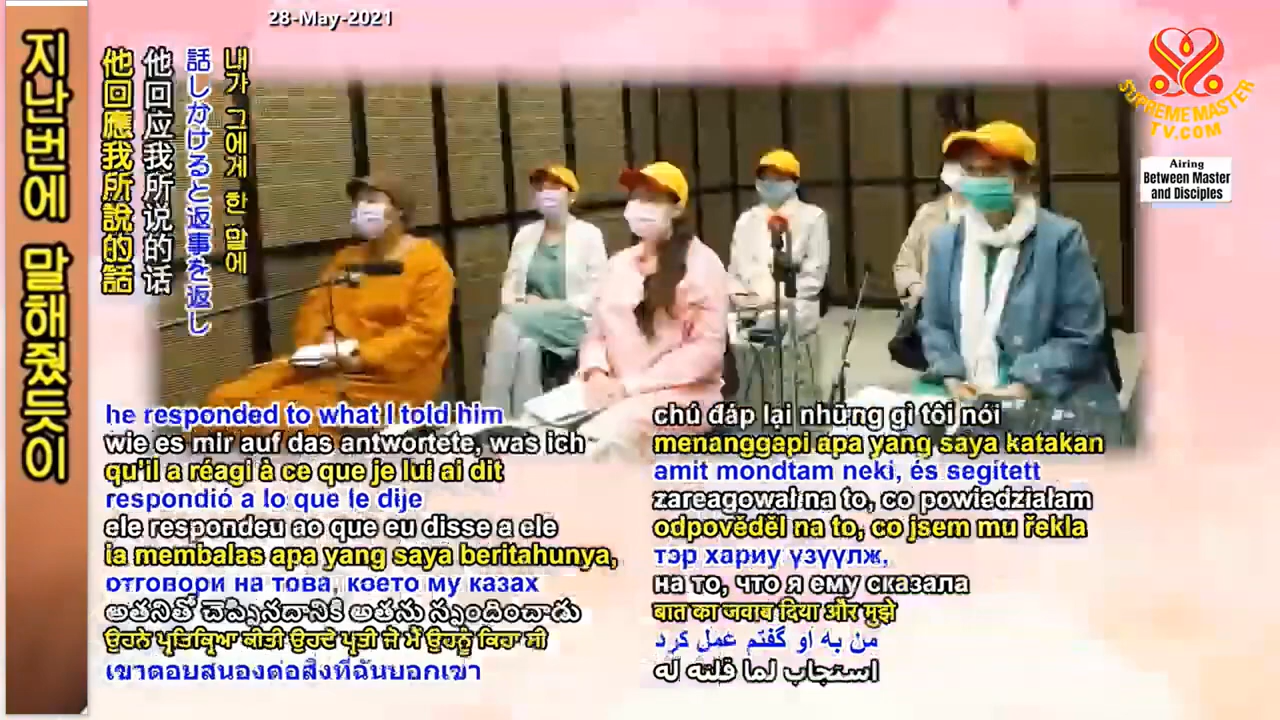 28-May-2021
SUPREME MASTER
TV.COM
Airing
Between Master
and Disciples
지난번에 말해줬듯이
他回應我所說的話
他回应我所说的话
話しかけると返事を返し
내가 그에게 한 말에
he responded to what I told him
wie es mir auf das antwortete, was ich
qu'il a réagi à ce que je lui ai dit
respondió a lo que le dije
ele respondeu ao que eu disse a ele
ia membalas apa yang saya beritahunya,
отговори на това, което му казах
అతనితో చెప్పినదానికి అతను స్పందించాడు
ਉਹਨੇ ਪ੍ਰਤਿਕ੍ਰਿਆ ਕੀਤੀ ਉਹਦੇ ਪ੍ਰਤੀ ਜੋ ਮੈਂ ਉਹਨੂੰ ਕਿਹਾ ਸੀ
เขาตอบสนองต่อสิ่งที่ฉันบอกเขา
chú đáp lại những gì tôi nói
menanggapi apa yang saya katakan
amit mondtam neki, és segített
zareagował na to, co powiedziałam
odpověděl na to, co jsem mu řekla
тэр хариу үзүүлж,
на то, что я ему сказала
बात का जवाब दिया और मुझे
من به او گفتم عمل کرد
استجاب لما قلته له